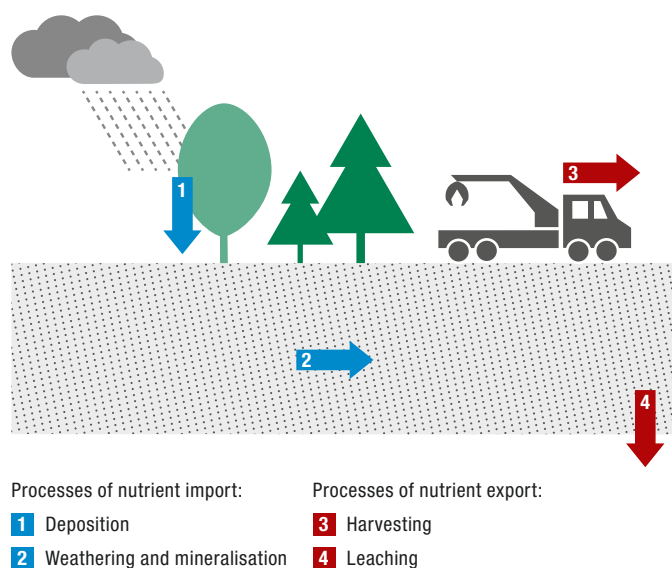 1
3
2
4
Processes of nutrient import:
1 Deposition
2 Weathering and mineralisation
Processes of nutrient export:
3 Harvesting
4 Leaching